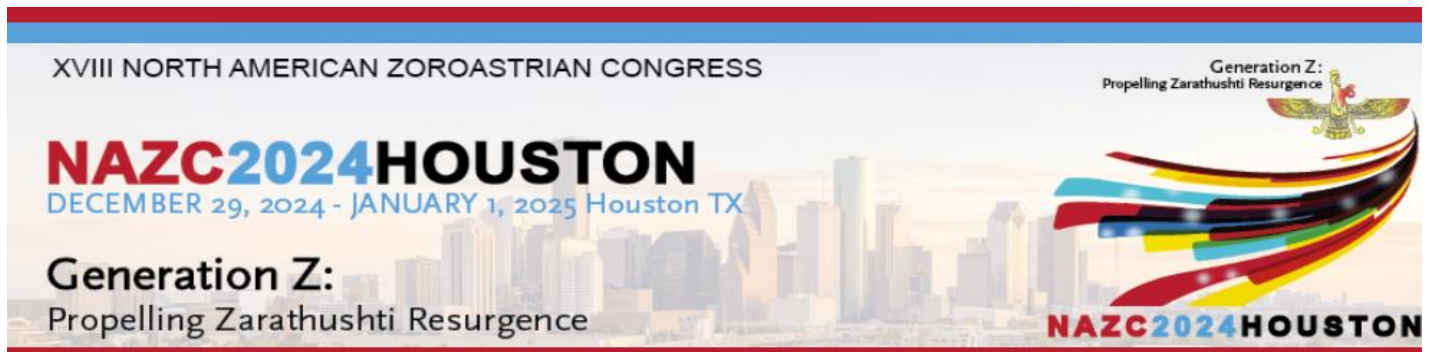 XVIII NORTH AMERICAN ZOROASTRIAN CONGRESS
NAZC2024HOUSTON
DECEMBER 29, 2024 - JANUARY 1, 2025 Houston TX
Generation Z:
Propelling Zarathushti Resurgence
Generation Z:
Propelling Zarathushti Resurgence
NAZC2024HOUSTON